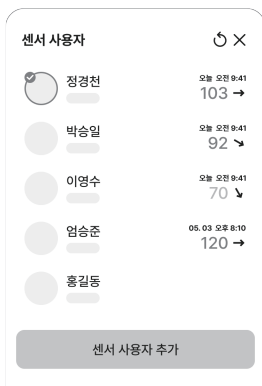 센서 사용자
정경천
오늘 오전 9:41
103 →
박승일
오늘 오전 9:41
92 ↘
이영수
오늘 오전 9:41
70 ↘
엄승준
05. 03 오후 8:10
120 →
홍길동
센서 사용자 추가